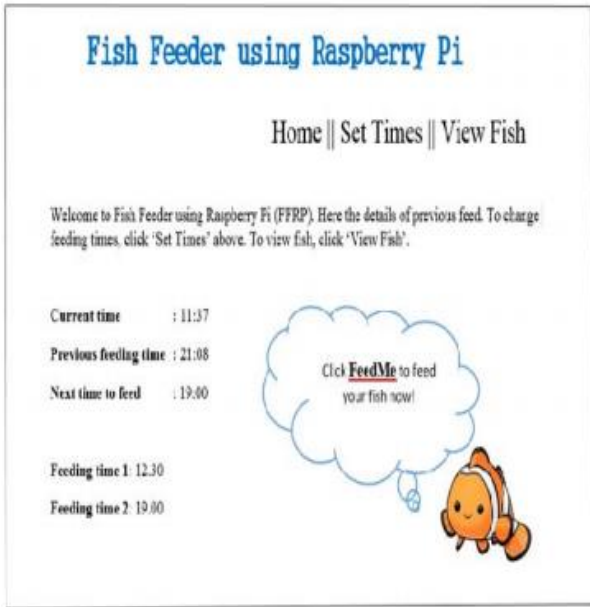 Fish Feeder using Raspberry Pi
Home || Set Times || View Fish
Welcome to Fish Feeder using Raspberry Pi (FFRP). Here the details of previous feed. To change
feeding times, click ‘Set Times’ above. To view fish, click ‘View Fish’.
Current time : 11:37
Previous feeding time : 21:08
Next time to feed : 19:00
Click FeedMe to feed
your fish now!
Feeding time 1: 12.30
Feeding time 2: 19.00